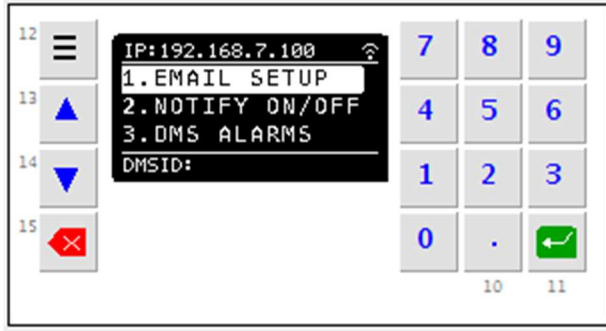 12
IP:192.168.7.100
1.EMAIL SETUP
2.NOTIFY ON/OFF
3.DMS ALARMS
DMSID:
13
14
15
7 8 9
4 5 6
1 2 3
0 .
10 11